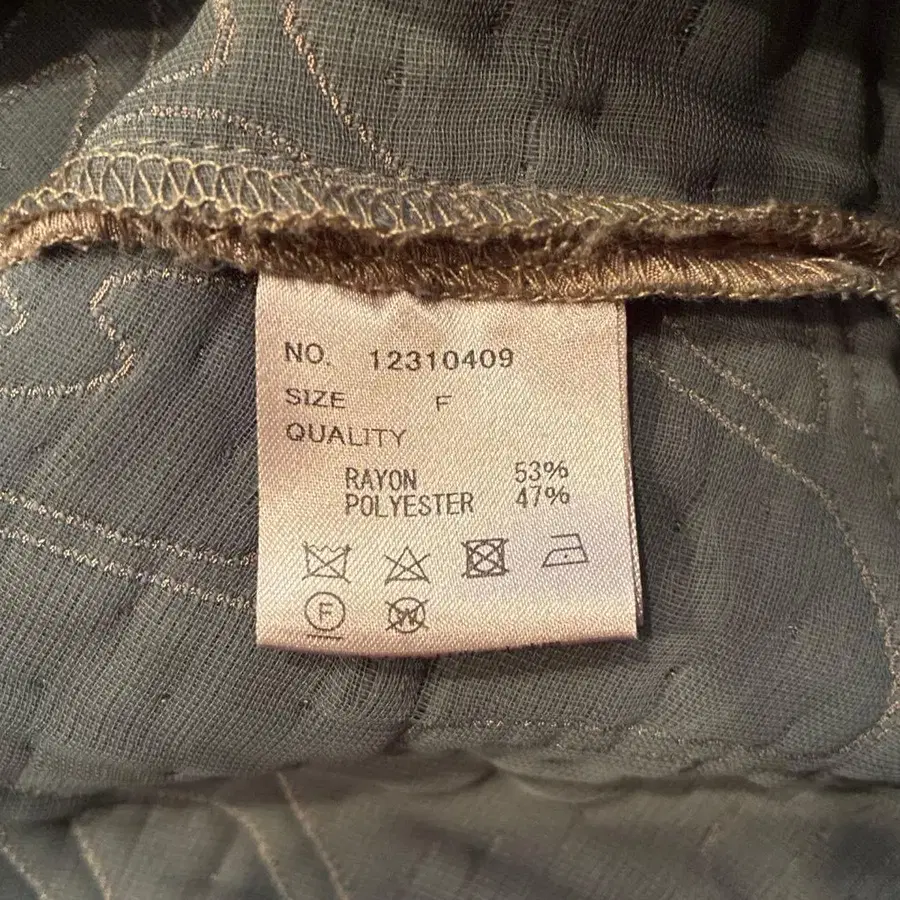 NO. 12310409
SIZE F
QUALITY
RAYON 53%
POLYESTER 47%
F W